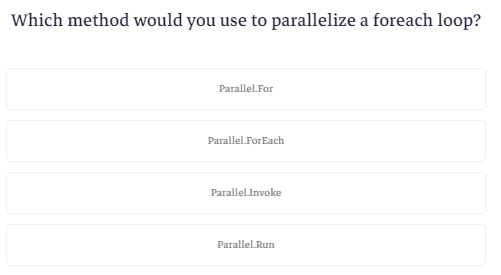 Which method would you use to parallelize a foreach loop?
Parallel.For
Parallel.ForEach
Parallel.Invoke
Parallel.Run